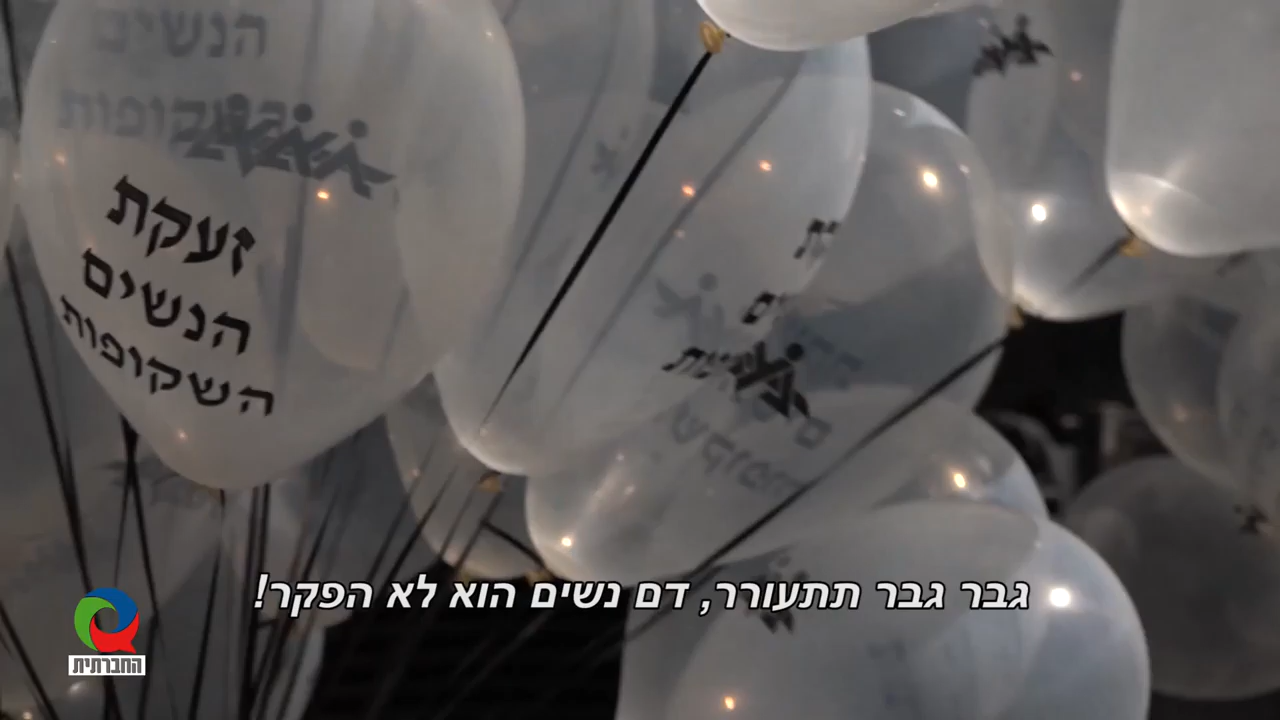 הנשים
השקופות
זעקת
הנשים
השקופות
גבר גבר תתעורר, דם נשים הוא לא הפקר!
החברתית